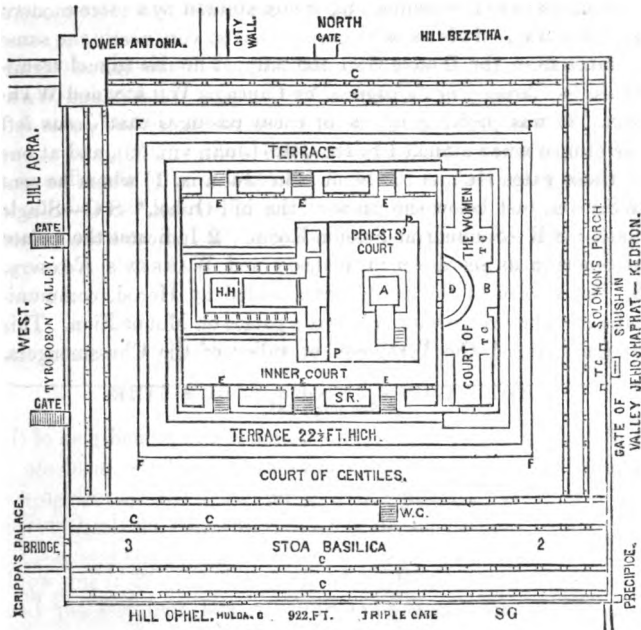 NORTH
TOWER ANTONIA.
CITY WALL.
GATE
HILL BEZETHA.
C
C
TERRACE
HILL ACRA.
GATE
WEST.
TYROPOEON VALLEY.
GATE
E
E
E
PRIESTS'
COURT
COURT OF THE WOMEN
T C
T C
H.H
A
D
B
P
INNER COURT
E
E
E
S R.
TERRACE 22½ FT. HIGH.
F
F
COURT OF GENTILES.
T C
SOLOMON'S PORCH
GATE OF SHUSHAN
VALLEY JEHOSHAPHAT – KEDRON.
W.C.
C
C
AGRIPPA'S PALACE.
BRIDGE
3
STOA BASILICA
2
C
C
PRECIPICE.
HILL OPHEL. HULDA. G 922. FT. TRIPLE GATE SG